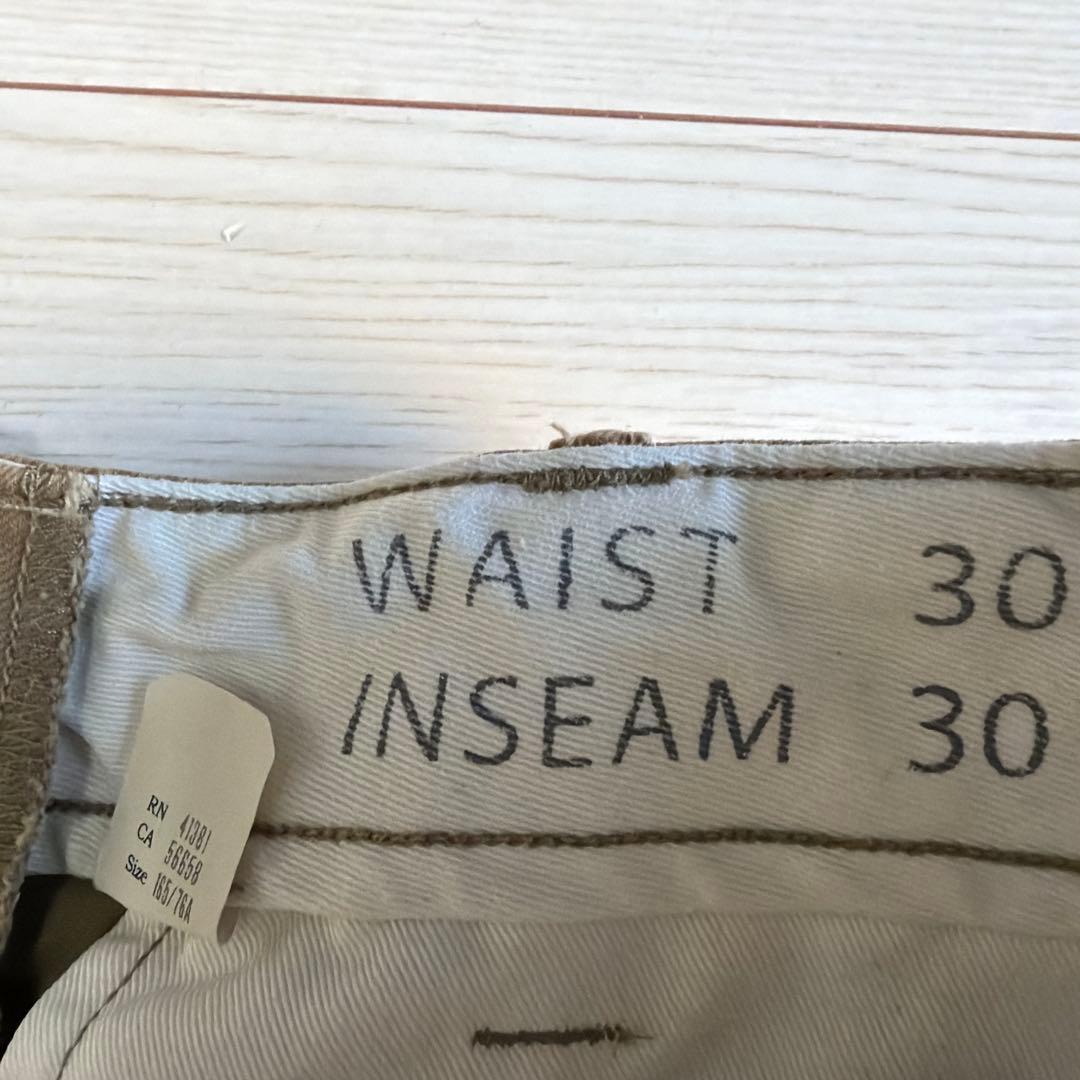 WAIST 30
INSEAM 30
RN 41381
CA 56658
Size 165/76A